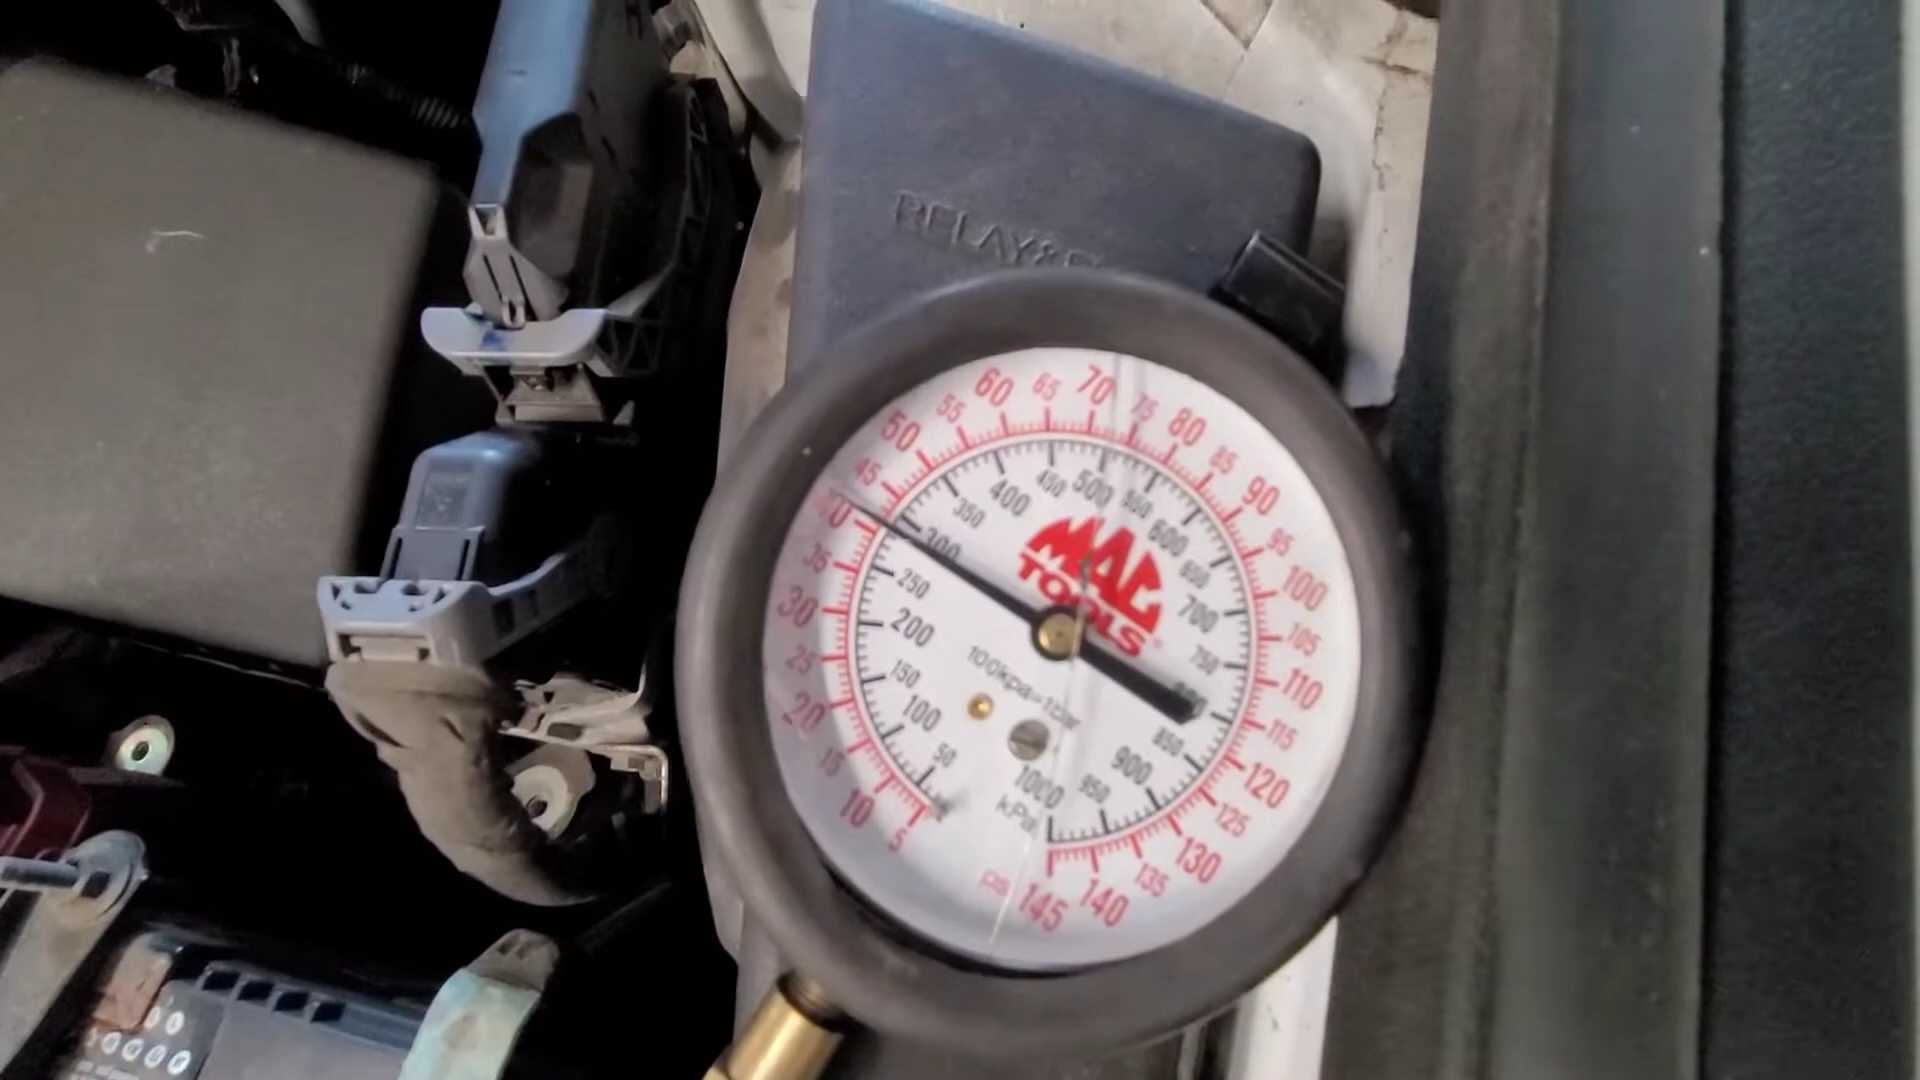 RELAY&
60 65 70 75 80 85 90 95 100 105 110 115 120 125 130 135 140 145
50 55
45
40
35
30
25
20
15
10
5
psi
50 100 150 200 250 300 350 400 450 500 550 600 650 700 750 800 850 900 950 1000
kPa
MAC
TOOLS
100kpa=1bar